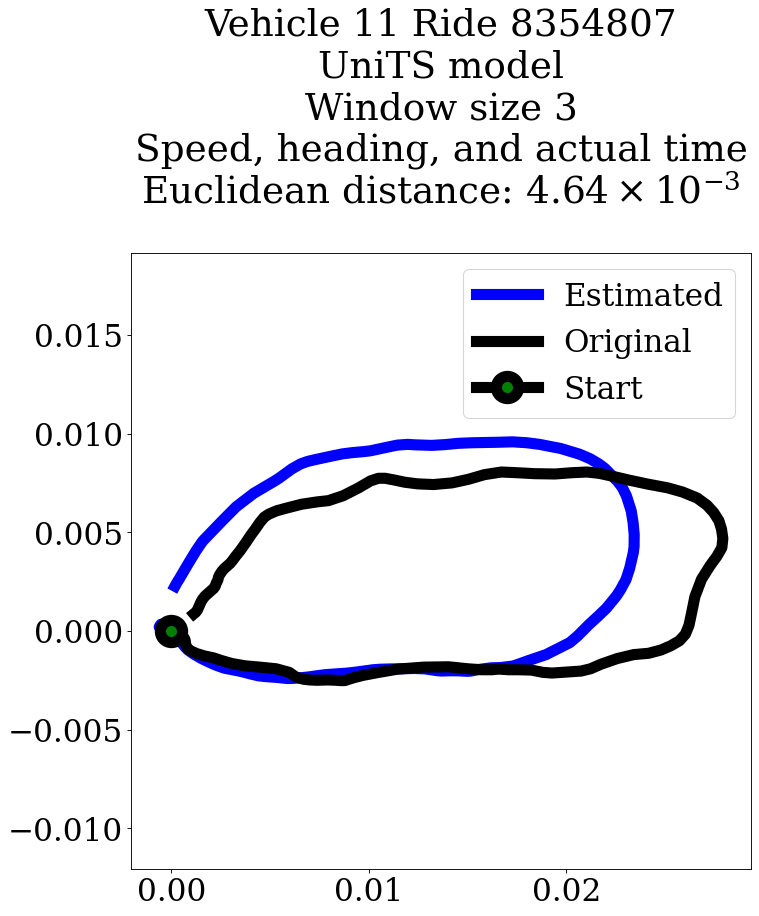 Vehicle 11 Ride 8354807
UniTS model
Window size 3
Speed, heading, and actual time
Euclidean distance: 4.64 × 10⁻³
Estimated
Original
Start
0.015
0.010
0.005
0.000
−0.005
−0.010
0.00 0.01 0.02